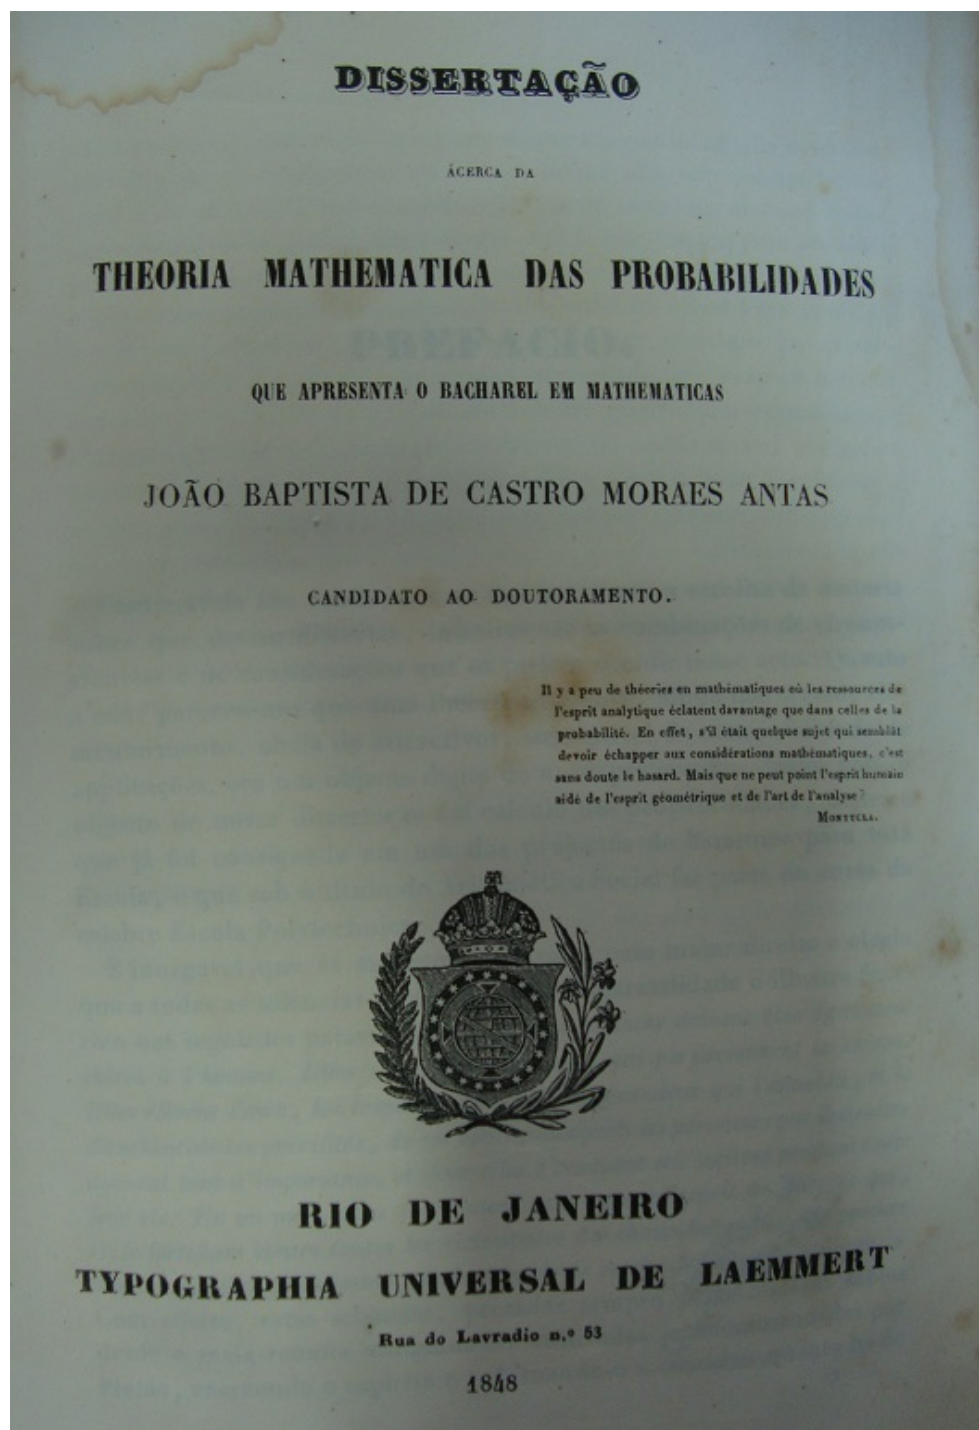 DISSERTAÇÃO
ÁCERCA DA
THEORIA MATHEMATICA DAS PROBABILIDADES
QUE APRESENTA O BACHAREL EM MATHEMATICAS
JOÃO BAPTISTA DE CASTRO MORAES ANTAS
CANDIDATO AO DOUTORAMENTO.
Il y a peu de théories en mathématiques où les ressources de
l'esprit analytique éclatent davantage que dans celles de la
probabilité. En effet, s'il était quelque sujet qui semblât
devoir échapper aux considérations mathématiques, c'est
sans doute le hasard. Mais que ne peut point l'esprit humain
aidé de l'esprit géométrique et de l'art de l'analyse?
MONTUCLA.
RIO DE JANEIRO
TYPOGRAPHIA UNIVERSAL DE LAEMMERT
Rua do Lavradio n.º 53
1848